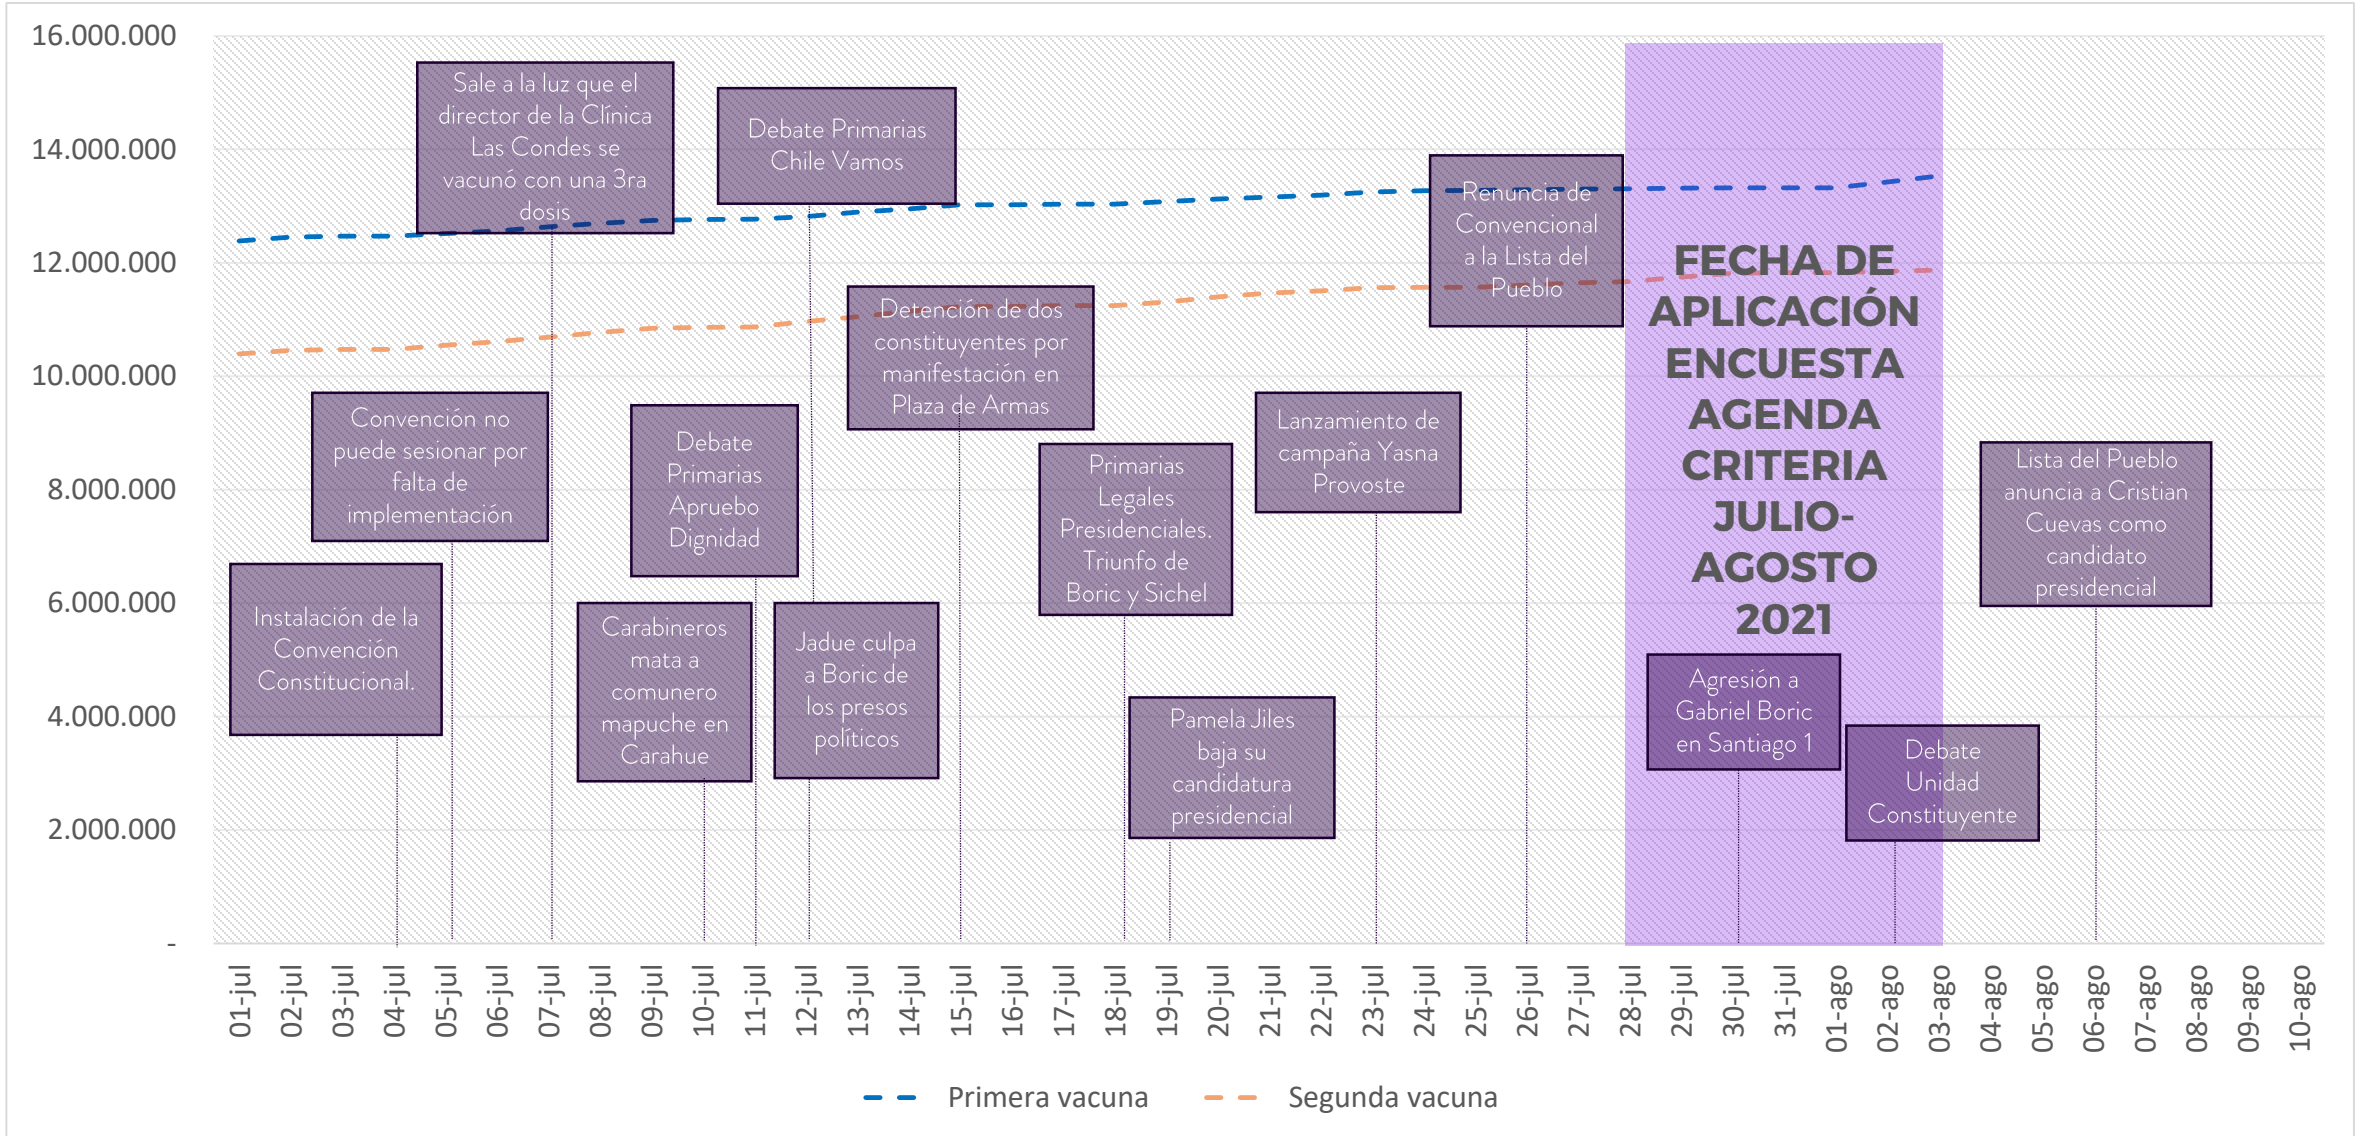 16.000.000
14.000.000
12.000.000
10.000.000
8.000.000
6.000.000
4.000.000
2.000.000
-
Sale a la luz que el
director de la Clínica
Las Condes se
vacunó con una 3ra
dosis
Debate Primarias
Chile Vamos
Renuncia de
Convencional
a la Lista del
Pueblo
Detención de dos
constituyentes por
manifestación en
Plaza de Armas
Convención no
puede sesionar por
falta de
implementación
Debate
Primarias
Apruebo
Dignidad
Primarias
Legales
Presidenciales.
Triunfo de
Boric y Sichel
Lanzamiento de
campaña Yasna
Provoste
FECHA DE
APLICACIÓN
ENCUESTA
AGENDA
CRITERIA
JULIO-
AGOSTO
2021
Lista del Pueblo
anuncia a Cristian
Cuevas como
candidato
presidencial
Instalación de la
Convención
Constitucional.
Carabineros
mata a
comunero
mapuche en
Carahue
Jadue culpa
a Boric de
los presos
políticos
Pamela Jiles
baja su
candidatura
presidencial
Agresión a
Gabriel Boric
en Santiago 1
Debate
Unidad
Constituyente
01-jul
02-jul
03-jul
04-jul
05-jul
06-jul
07-jul
08-jul
09-jul
10-jul
11-jul
12-jul
13-jul
14-jul
15-jul
16-jul
17-jul
18-jul
19-jul
20-jul
21-jul
22-jul
23-jul
24-jul
25-jul
26-jul
27-jul
28-jul
29-jul
30-jul
31-jul
01-ago
02-ago
03-ago
04-ago
05-ago
06-ago
07-ago
08-ago
09-ago
10-ago
Primera vacuna
Segunda vacuna